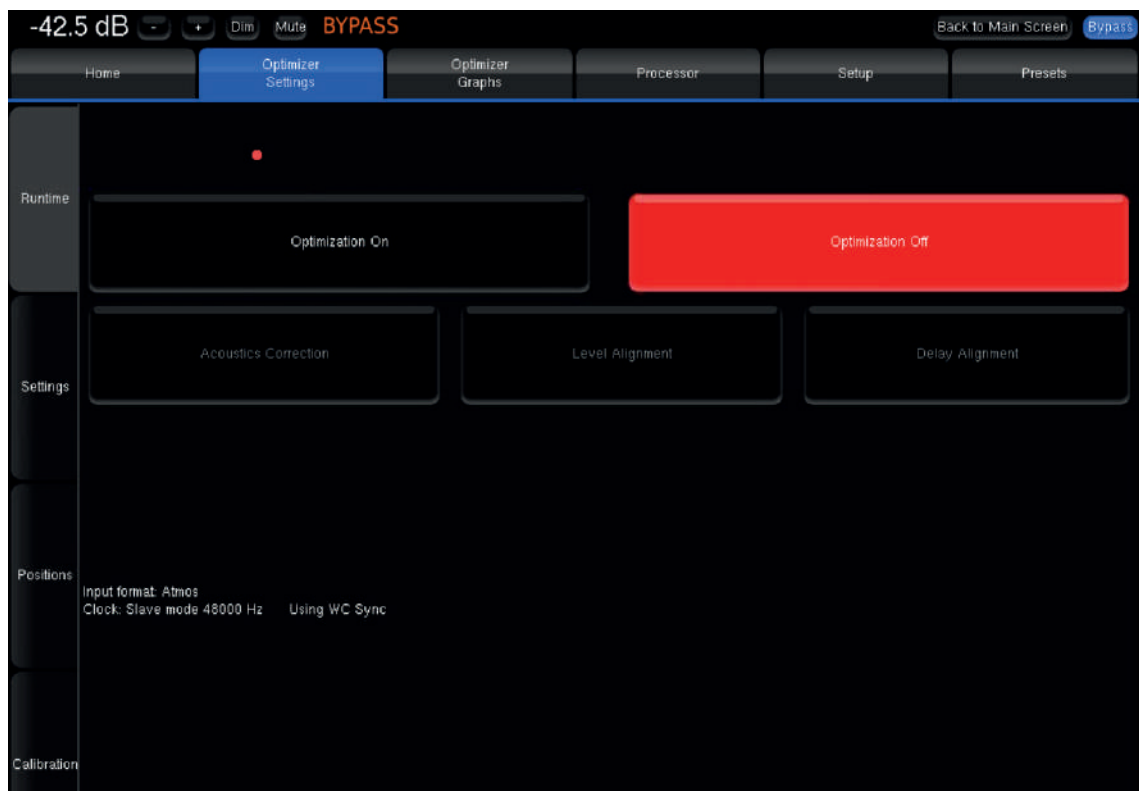 -42.5 dB - + Dim Mute BYPASS Back to Main Screen Bypass
Home
Optimizer
Settings
Optimizer
Graphs
Processor
Setup
Presets
Runtime
Optimization On
Optimization Off
Acoustics Correction
Level Alignment
Delay Alignment
Settings
Positions
Input format: Atmos
Clock: Slave mode 48000 Hz Using WC Sync
Calibration